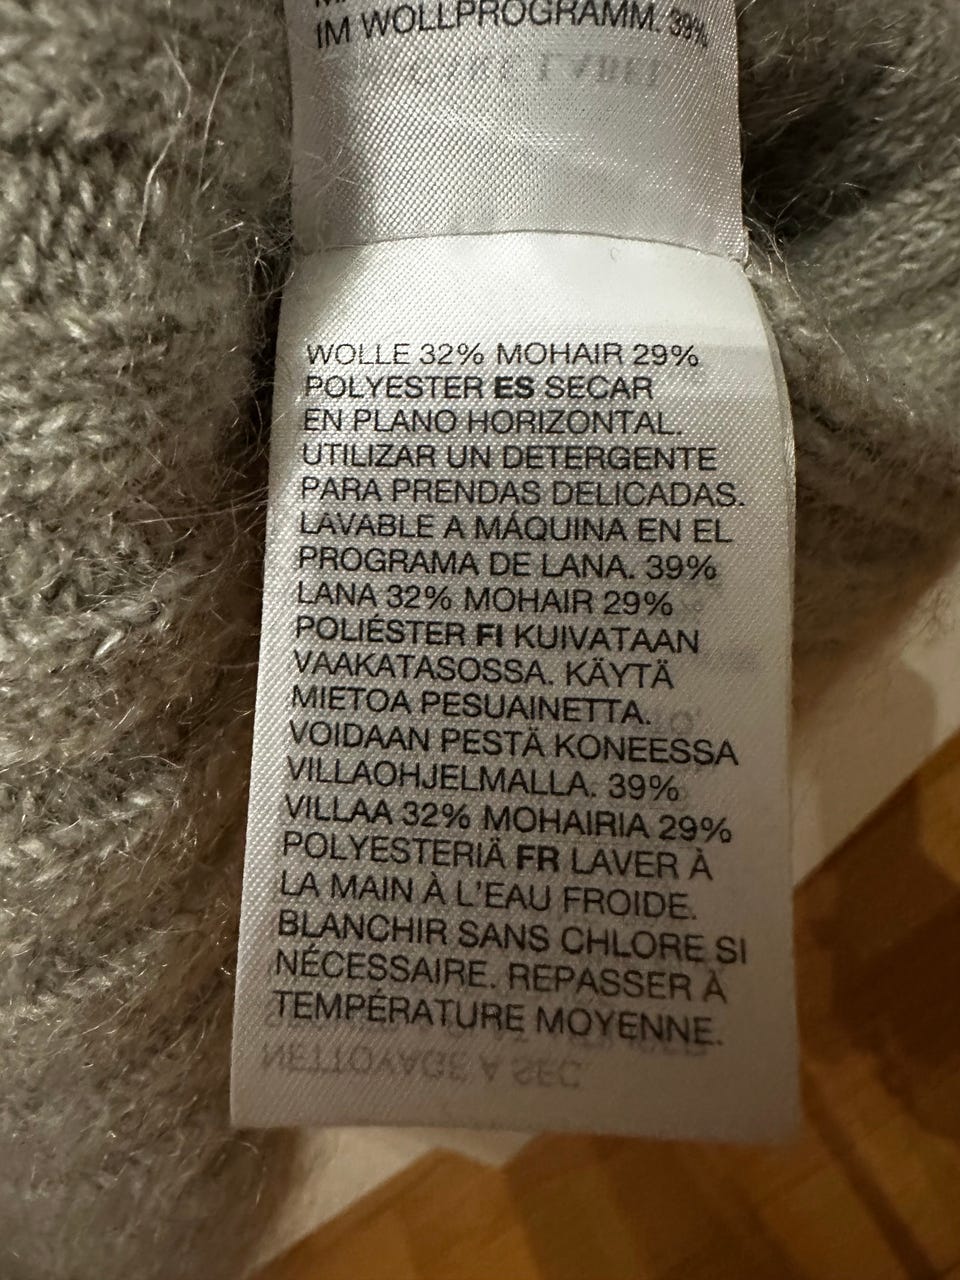 IM WOLLPROGRAMM. 39%
WOLLE 32% MOHAIR 29%
POLYESTER ES SECAR
EN PLANO HORIZONTAL.
UTILIZAR UN DETERGENTE
PARA PRENDAS DELICADAS.
LAVABLE A MÁQUINA EN EL
PROGRAMA DE LANA. 39%
LANA 32% MOHAIR 29%
POLIÉSTER FI KUIVATAAN
VAAKATASOSSA. KÄYTÄ
MIETOA PESUAINETTA.
VOIDAAN PESTÄ KONEESSA
VILLAOHJELMALLA. 39%
VILLAA 32% MOHAIRIA 29%
POLYESTERIÄ FR LAVER À
LA MAIN À L'EAU FROIDE.
BLANCHIR SANS CHLORE SI
NÉCESSAIRE. REPASSER À
TEMPÉRATURE MOYENNE.
NETTOYAGE À SEC